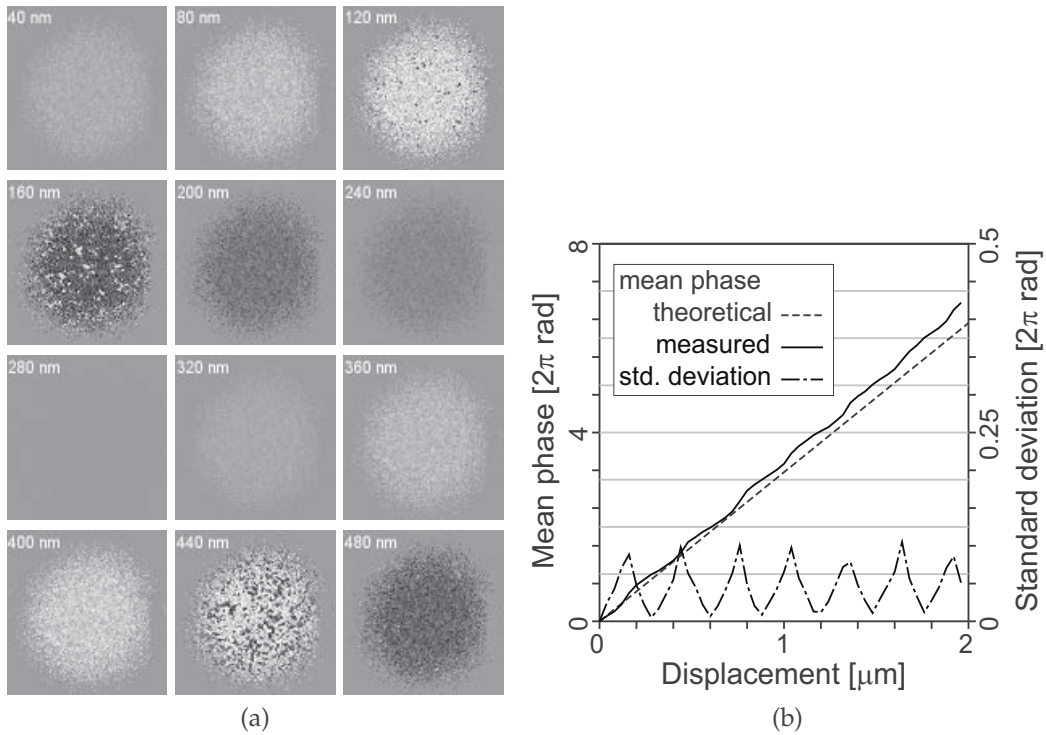 40 nm 80 nm 120 nm
160 nm 200 nm 240 nm
280 nm 320 nm 360 nm
400 nm 440 nm 480 nm
(a)
Mean phase [2π rad]
8
4
0
mean phase
theoretical
measured
std. deviation
0.5
0.25
0
Standard deviation [2π rad]
0 1 2
Displacement [μm]
(b)